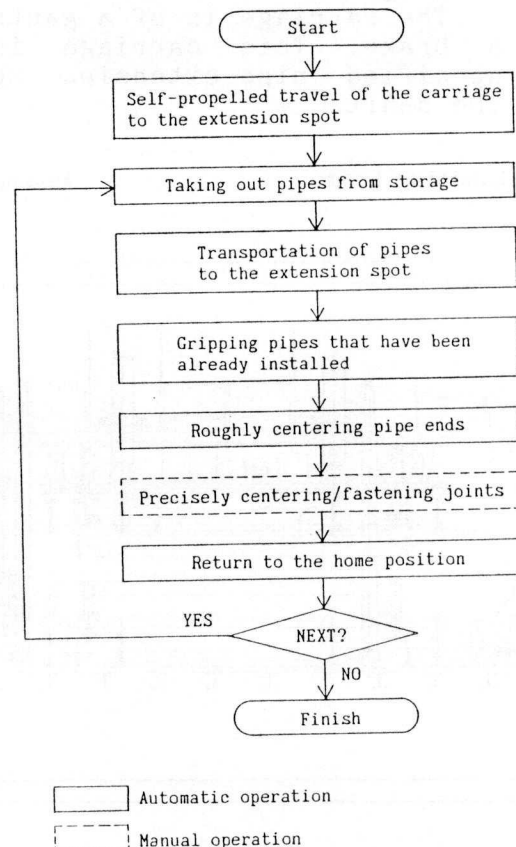 Start
Self-propelled travel of the carriage
to the extension spot
Taking out pipes from storage
Transportation of pipes
to the extension spot
Gripping pipes that have been
already installed
Roughly centering pipe ends
Precisely centering/fastening joints
Return to the home position
YES
NEXT?
NO
Finish
Automatic operation
Manual operation